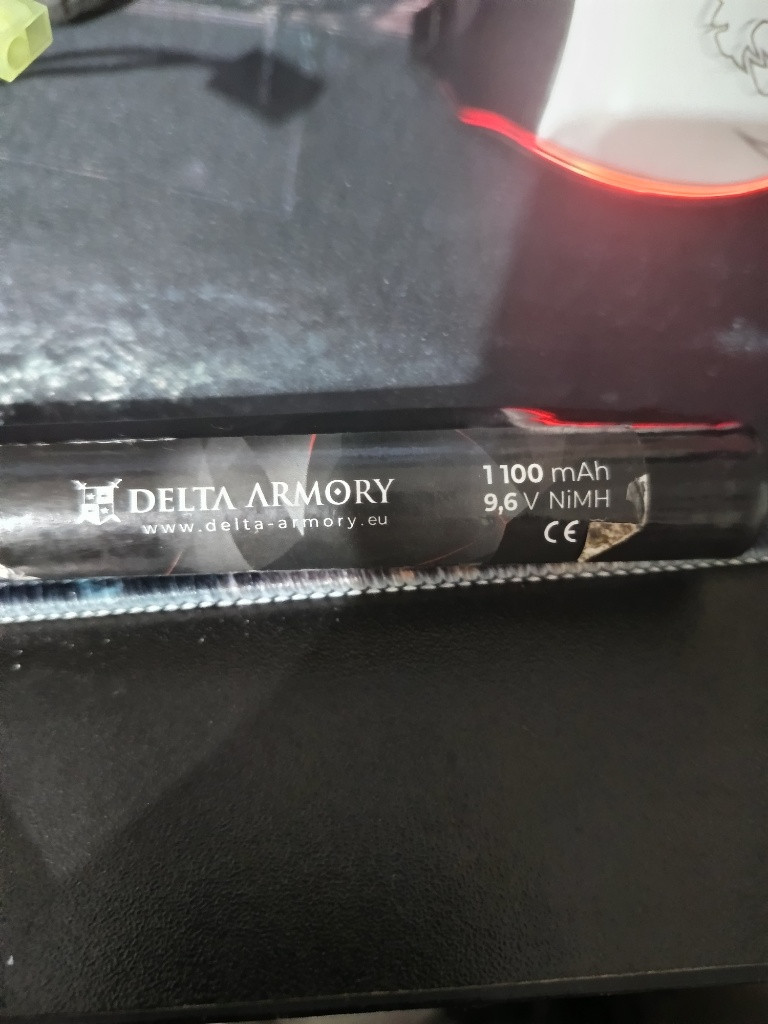 DELTA ARMORY
www.delta-armory.eu
1100 mAh
9,6 V NiMH
CE